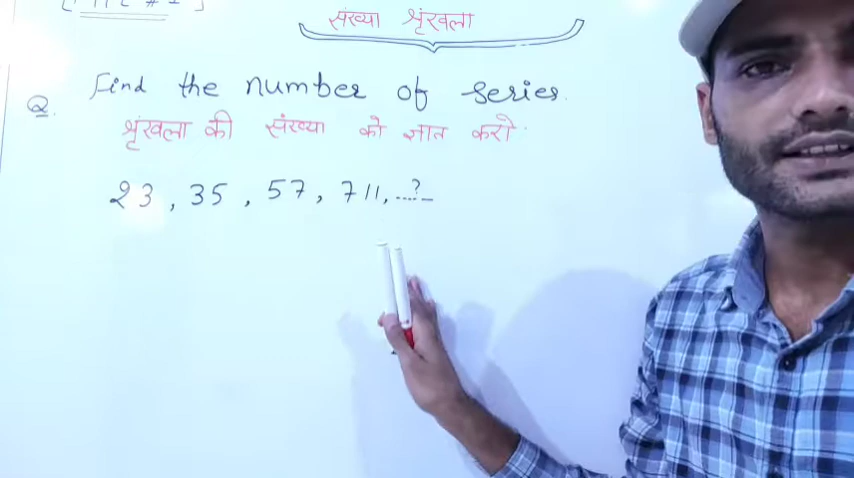 संख्या श्रृंखला
Q. Find the number of series.
श्रृंखला की संख्या को ज्ञात करो.
23, 35, 57, 711, ....?